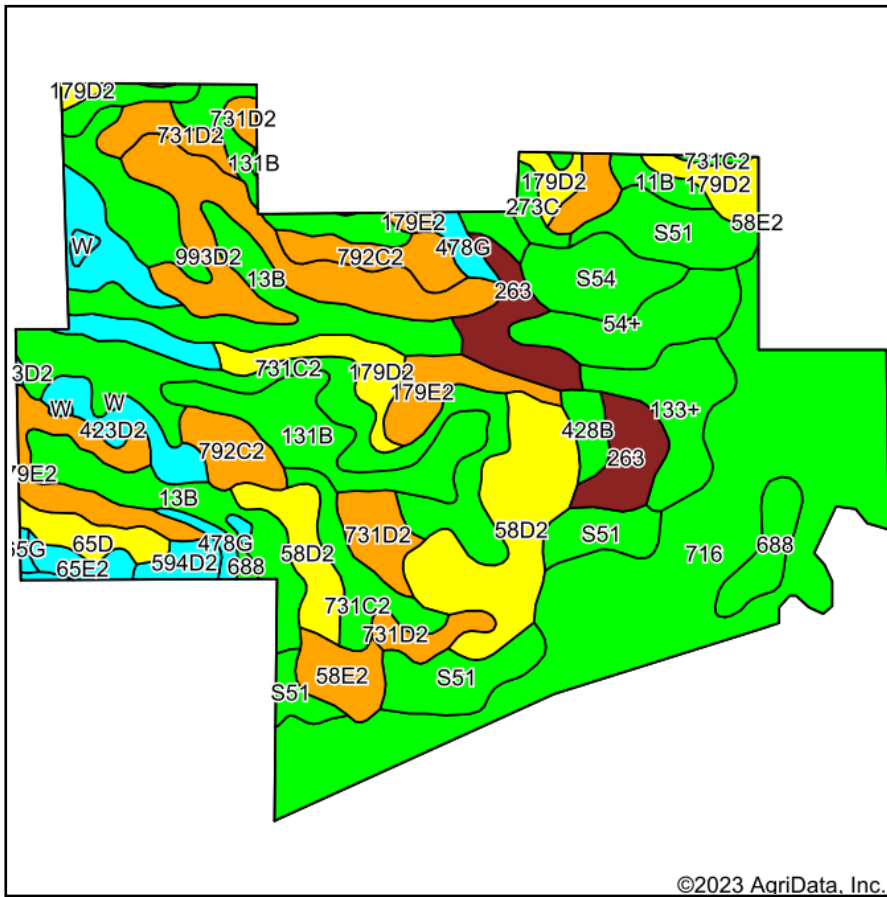 179D2
731D2
731D2
131B
731C2
179D2
11B
179D2
273C
58E2
179E2
S51
W
478G
993D2
792C2
13B
S54
263
54+
731C2
3D2
179D2
179E2
W
W
133+
423D2
428B
131B
792C2
263
79E2
13B
58D2
731D2
S51
65D
478G
55G
58D2
716
688
65E2
594D2
688
731C2
731D2
58E2
S51
S51
©2023 AgriData, Inc.